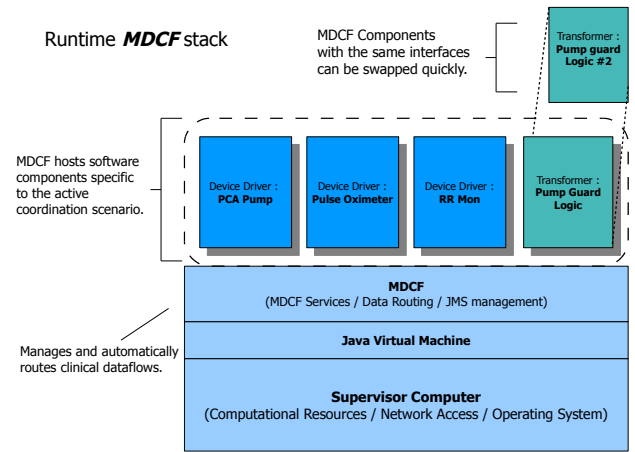 Runtime MDCF stack
MDCF Components
with the same interfaces
can be swapped quickly.
Transformer :
Pump guard
Logic #2
MDCF hosts software
components specific
to the active
coordination scenario.
Device Driver :
PCA Pump
Device Driver :
Pulse Oximeter
Device Driver :
RR Mon
Transformer :
Pump Guard
Logic
MDCF
(MDCF Services / Data Routing / JMS management)
Manages and automatically
routes clinical dataflows.
Java Virtual Machine
Supervisor Computer
(Computational Resources / Network Access / Operating System)